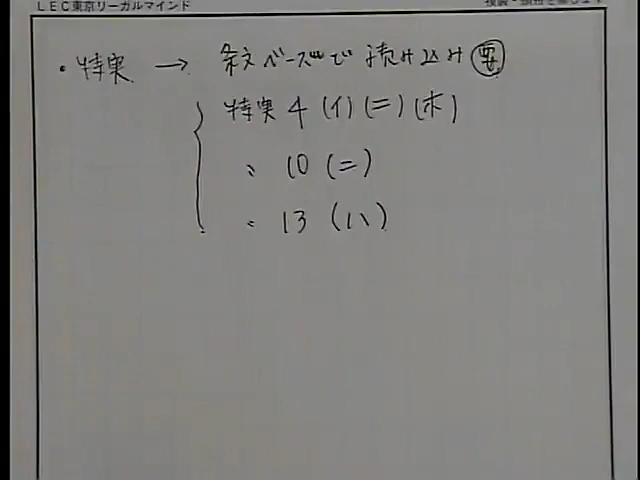 LEC東京リーガルマインド
・特実 → 条文ベースで読み込み 要
特実 4 (イ)(ニ)(ホ)
〃 10 (ニ)
〃 13 (ハ)